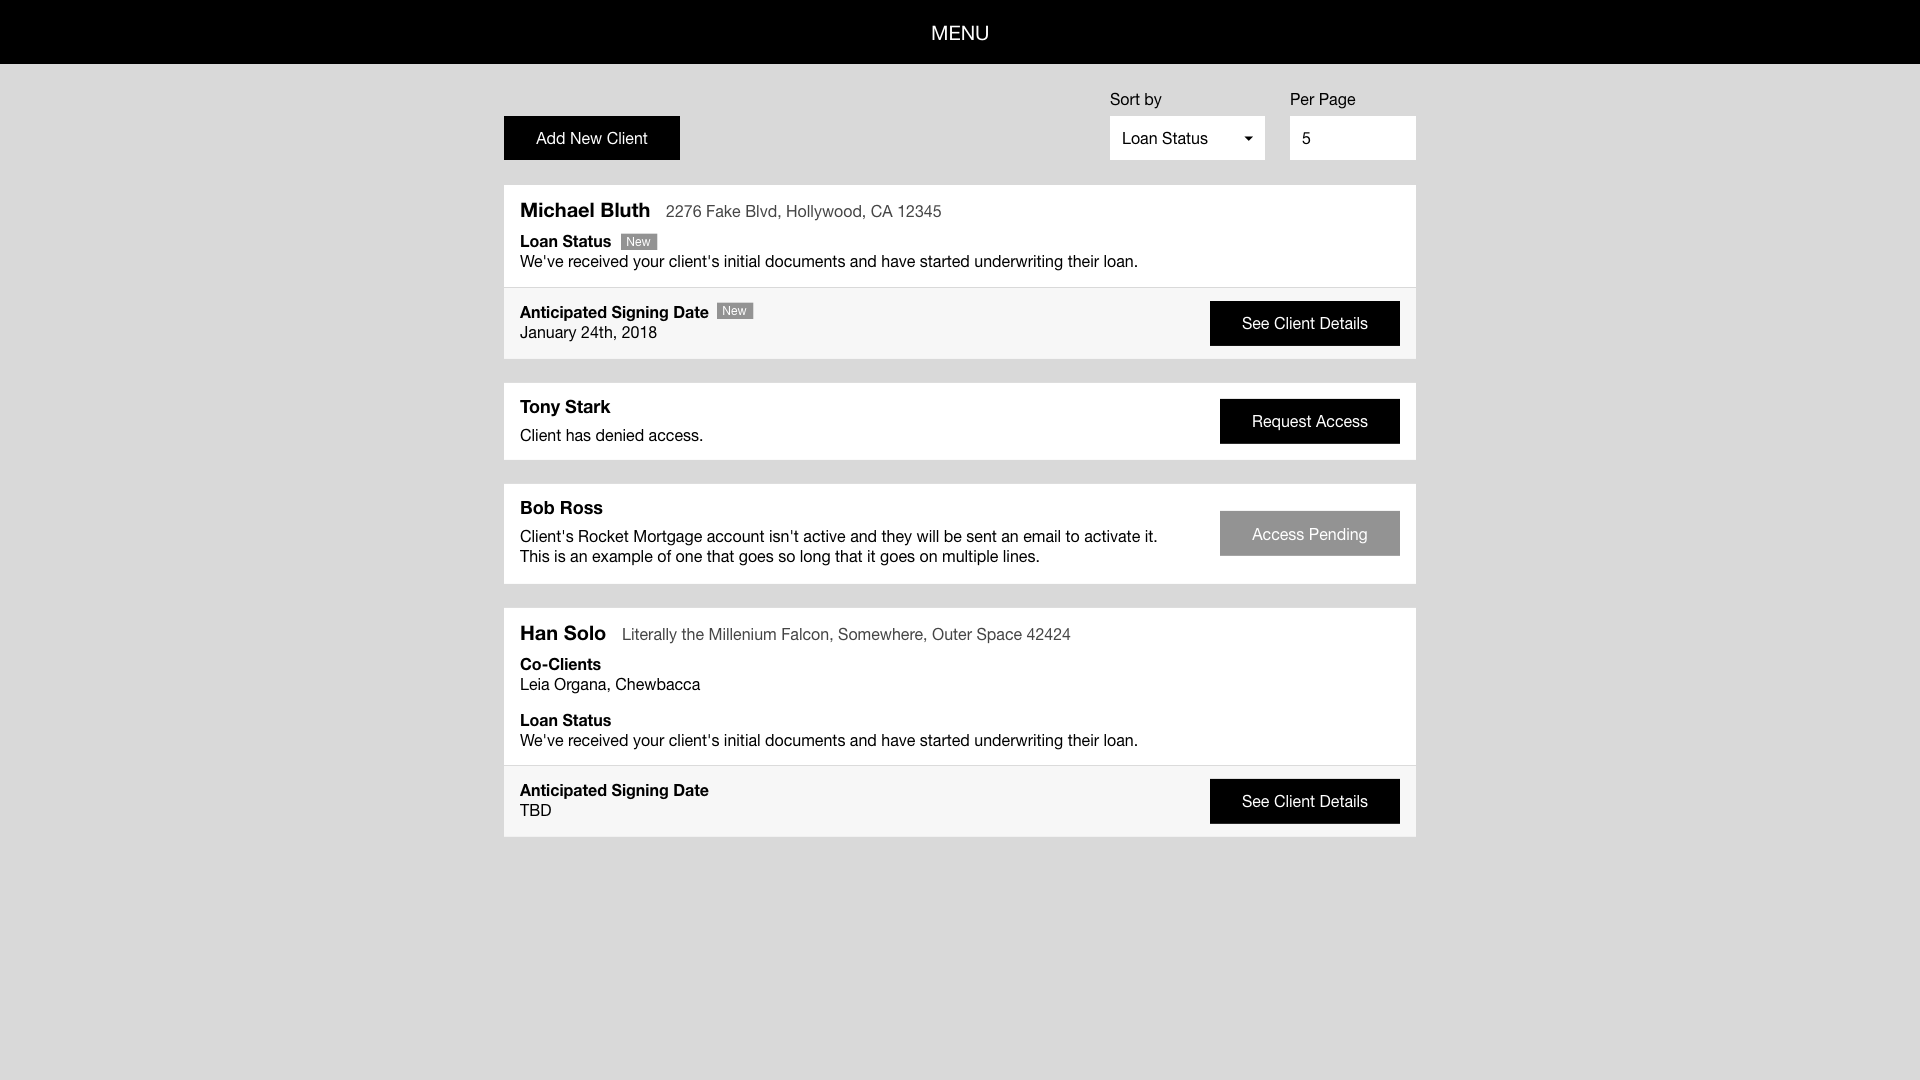 MENU
Sort by
Per Page
Add New Client
Loan Status
5
Michael Bluth 2276 Fake Blvd, Hollywood, CA 12345
Loan Status New
We've received your client's initial documents and have started underwriting their loan.
Anticipated Signing Date New
January 24th, 2018
See Client Details
Tony Stark
Client has denied access.
Request Access
Bob Ross
Client's Rocket Mortgage account isn't active and they will be sent an email to activate it.
This is an example of one that goes so long that it goes on multiple lines.
Access Pending
Han Solo Literally the Millenium Falcon, Somewhere, Outer Space 42424
Co-Clients
Leia Organa, Chewbacca
Loan Status
We've received your client's initial documents and have started underwriting their loan.
Anticipated Signing Date
TBD
See Client Details